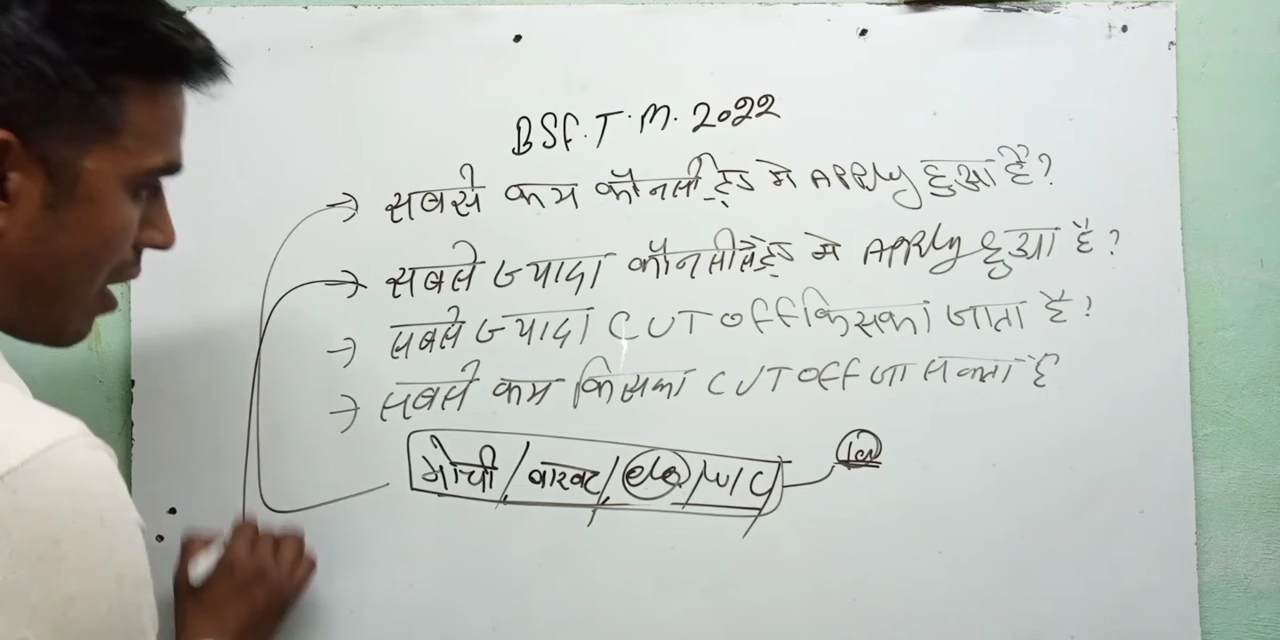 BSF.T.M. 2022
→ सबसे कम कौनसी ट्रेड मे APPLy हुआ है?
→ सबसे ज्यादा कौनसी ट्रेड मे APPLy हुआ है?
→ सबसे ज्यादा CUT OFF किसका जाता है?
→ सबसे कम किसका CUT OFF जा सकता है
मोची / / / W/C